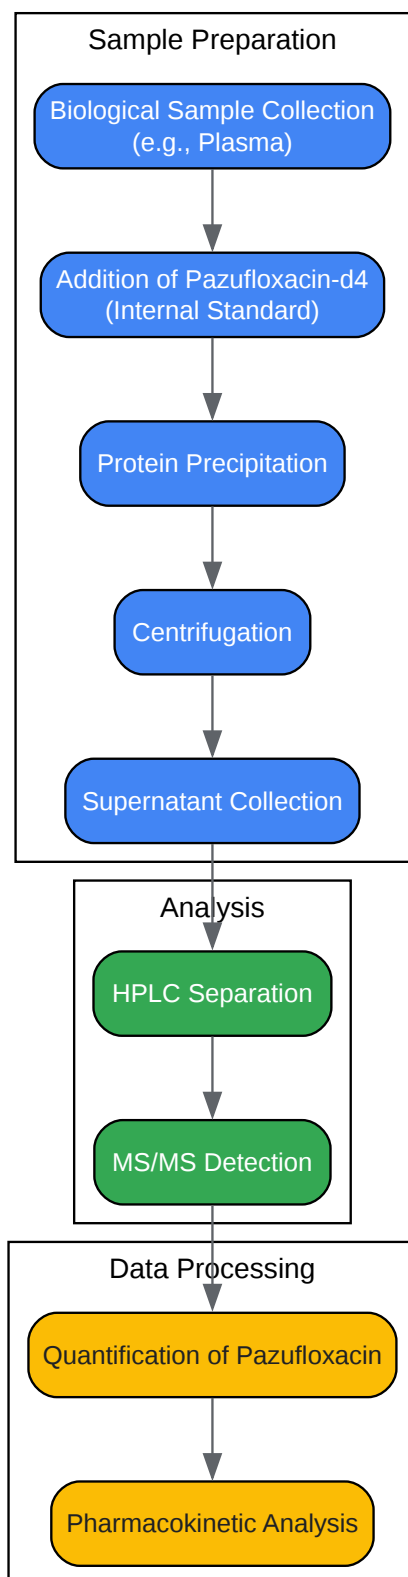 Sample Preparation
Biological Sample Collection
(e.g., Plasma)
Addition of Pazufloxacin-d4
(Internal Standard)
Protein Precipitation
Centrifugation
Supernatant Collection
Analysis
HPLC Separation
MS/MS Detection
Data Processing
Quantification of Pazufloxacin
Pharmacokinetic Analysis